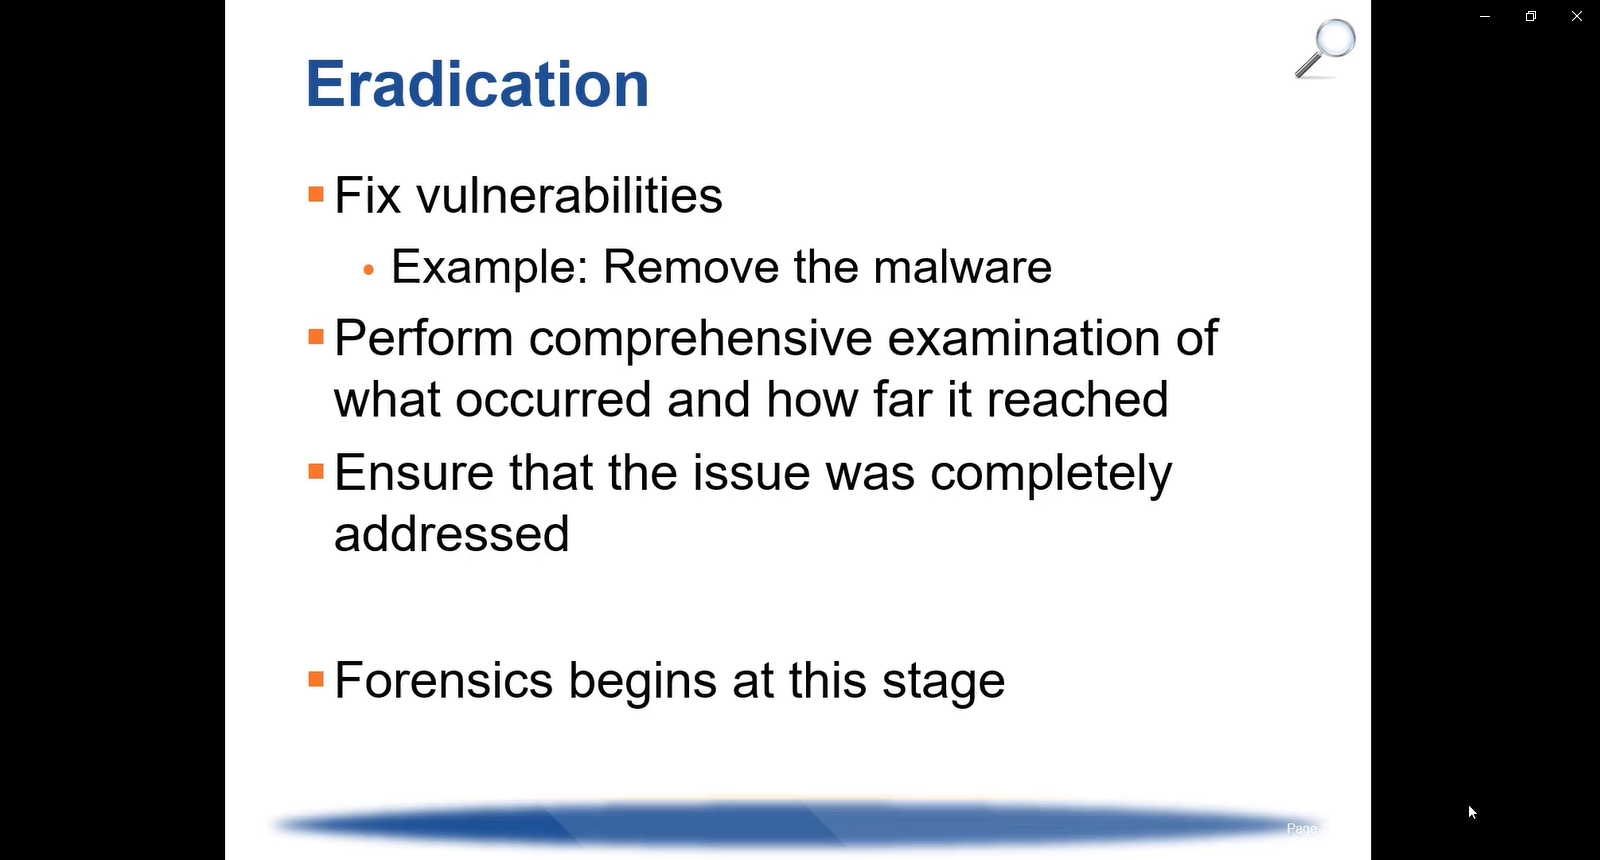 Eradication
Fix vulnerabilities
Example: Remove the malware
Perform comprehensive examination of
what occurred and how far it reached
Ensure that the issue was completely
addressed
Forensics begins at this stage
Page